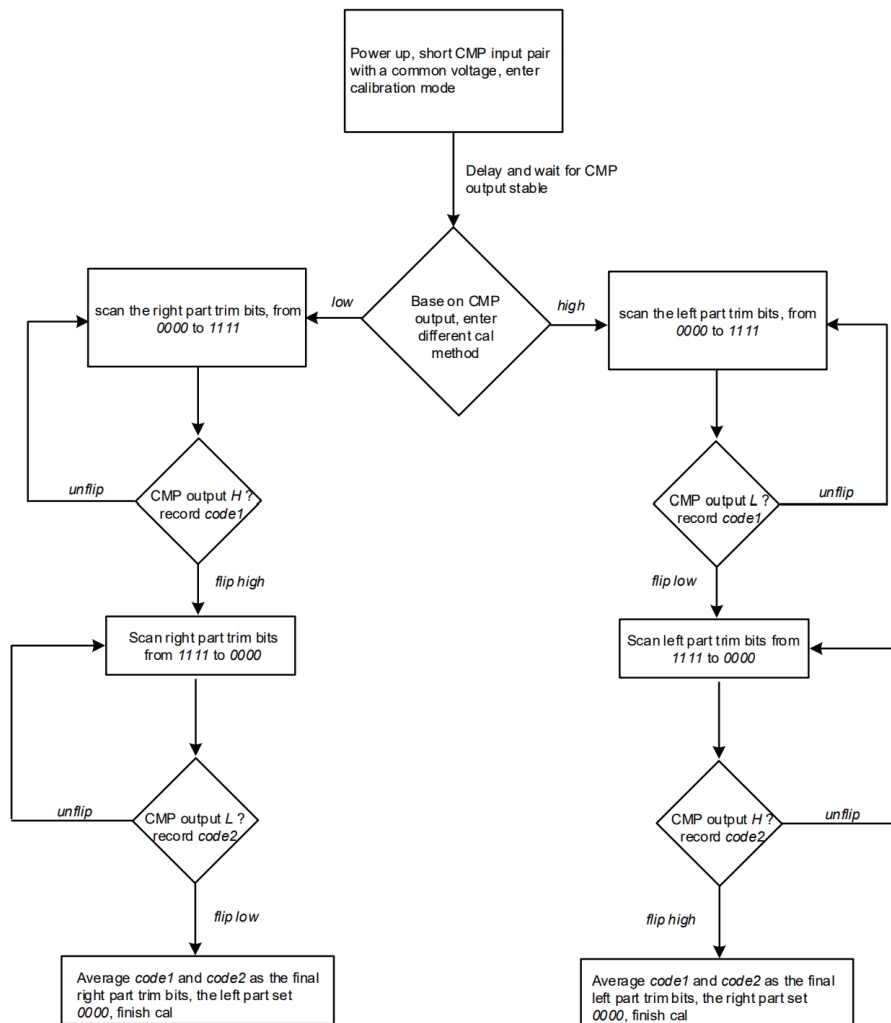 Power up, short CMP input pair
with a common voltage, enter
calibration mode
Delay and wait for CMP
output stable
Base on CMP
output, enter
different cal
method
low
high
scan the right part trim bits, from
0000 to 1111
scan the left part trim bits, from
0000 to 1111
CMP output H ?
record code1
unflip
CMP output L ?
record code1
unflip
flip high
flip low
Scan right part trim bits
from 1111 to 0000
Scan left part trim bits from
1111 to 0000
CMP output L ?
record code2
unflip
CMP output H ?
record code2
unflip
flip low
flip high
Average code1 and code2 as the final
right part trim bits, the left part set
0000, finish cal
Average code1 and code2 as the final
left part trim bits, the right part set
0000, finish cal